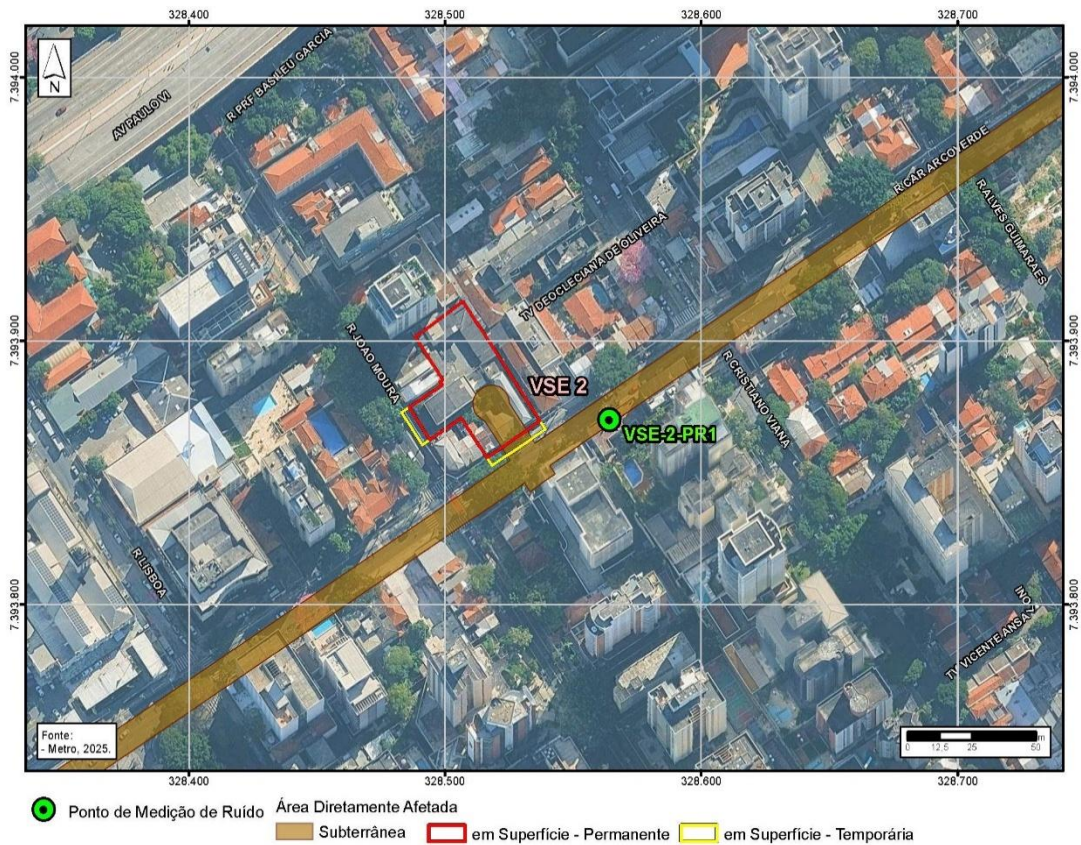 328.400 328.500 328.600 328.700
7.394.000 7.394.000
N
AV PAULO VI
R PRF BASILEU GARCIA
R CAR ARCOVERDE
R ALVES GUIMARAES
TV DEOCLECIANA DE OLIVEIRA
7.393.900 7.393.900
R JOAO MOURA
R CRISTIANO VIANA
VSE 2
VSE-2-PR1
R LISBOA
7.393.800 7.393.800
INO 7
TV VICENTE ANSA
Fonte:
- Metro, 2025.
m
0 12,5 25 50
328.400 328.500 328.600 328.700
Ponto de Medição de Ruído
Área Diretamente Afetada
Subterrânea
em Superfície - Permanente
em Superfície - Temporária